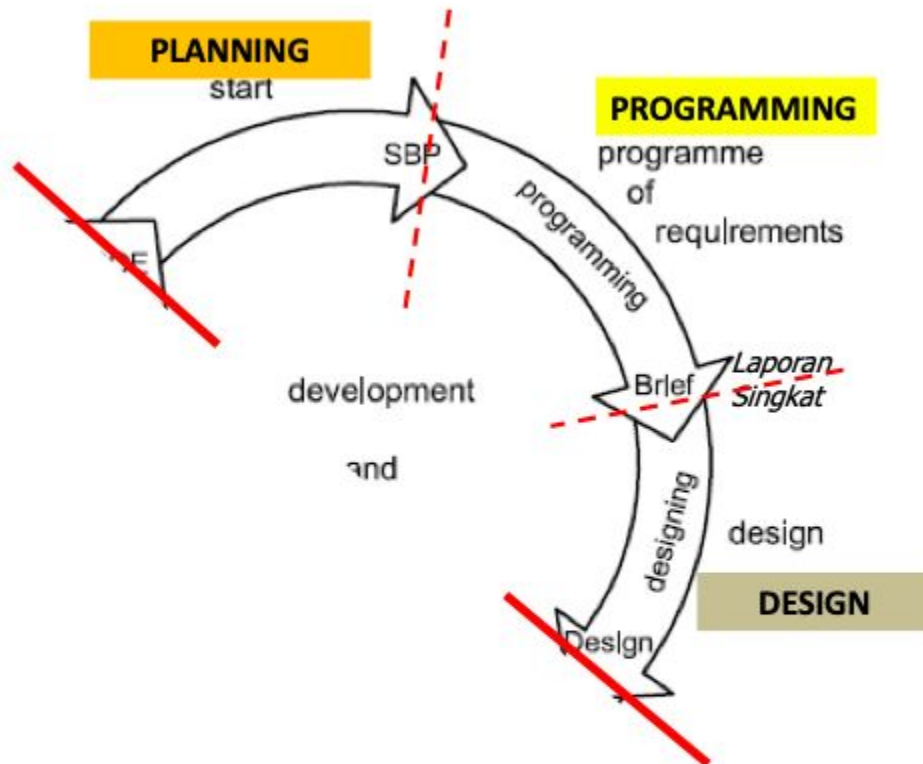 PLANNING
start
SBP
PROGRAMMING
programme
of
requirements
programming
Brief
Laporan
Singkat
development
and
designing
design
DESIGN
Design